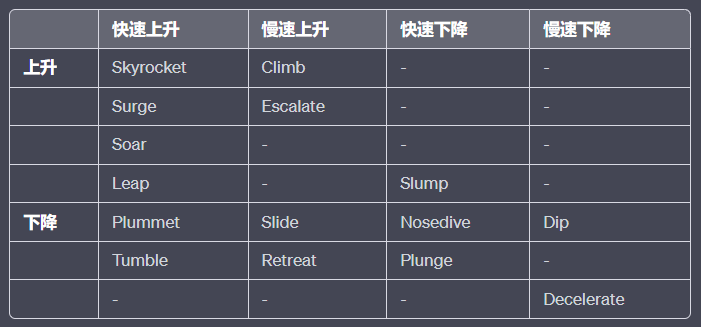 快速上升 慢速上升 快速下降 慢速下降
上升 Skyrocket Climb - -
Surge Escalate - -
Soar - - -
Leap - Slump -
下降 Plummet Slide Nosedive Dip
Tumble Retreat Plunge -
- - - Decelerate